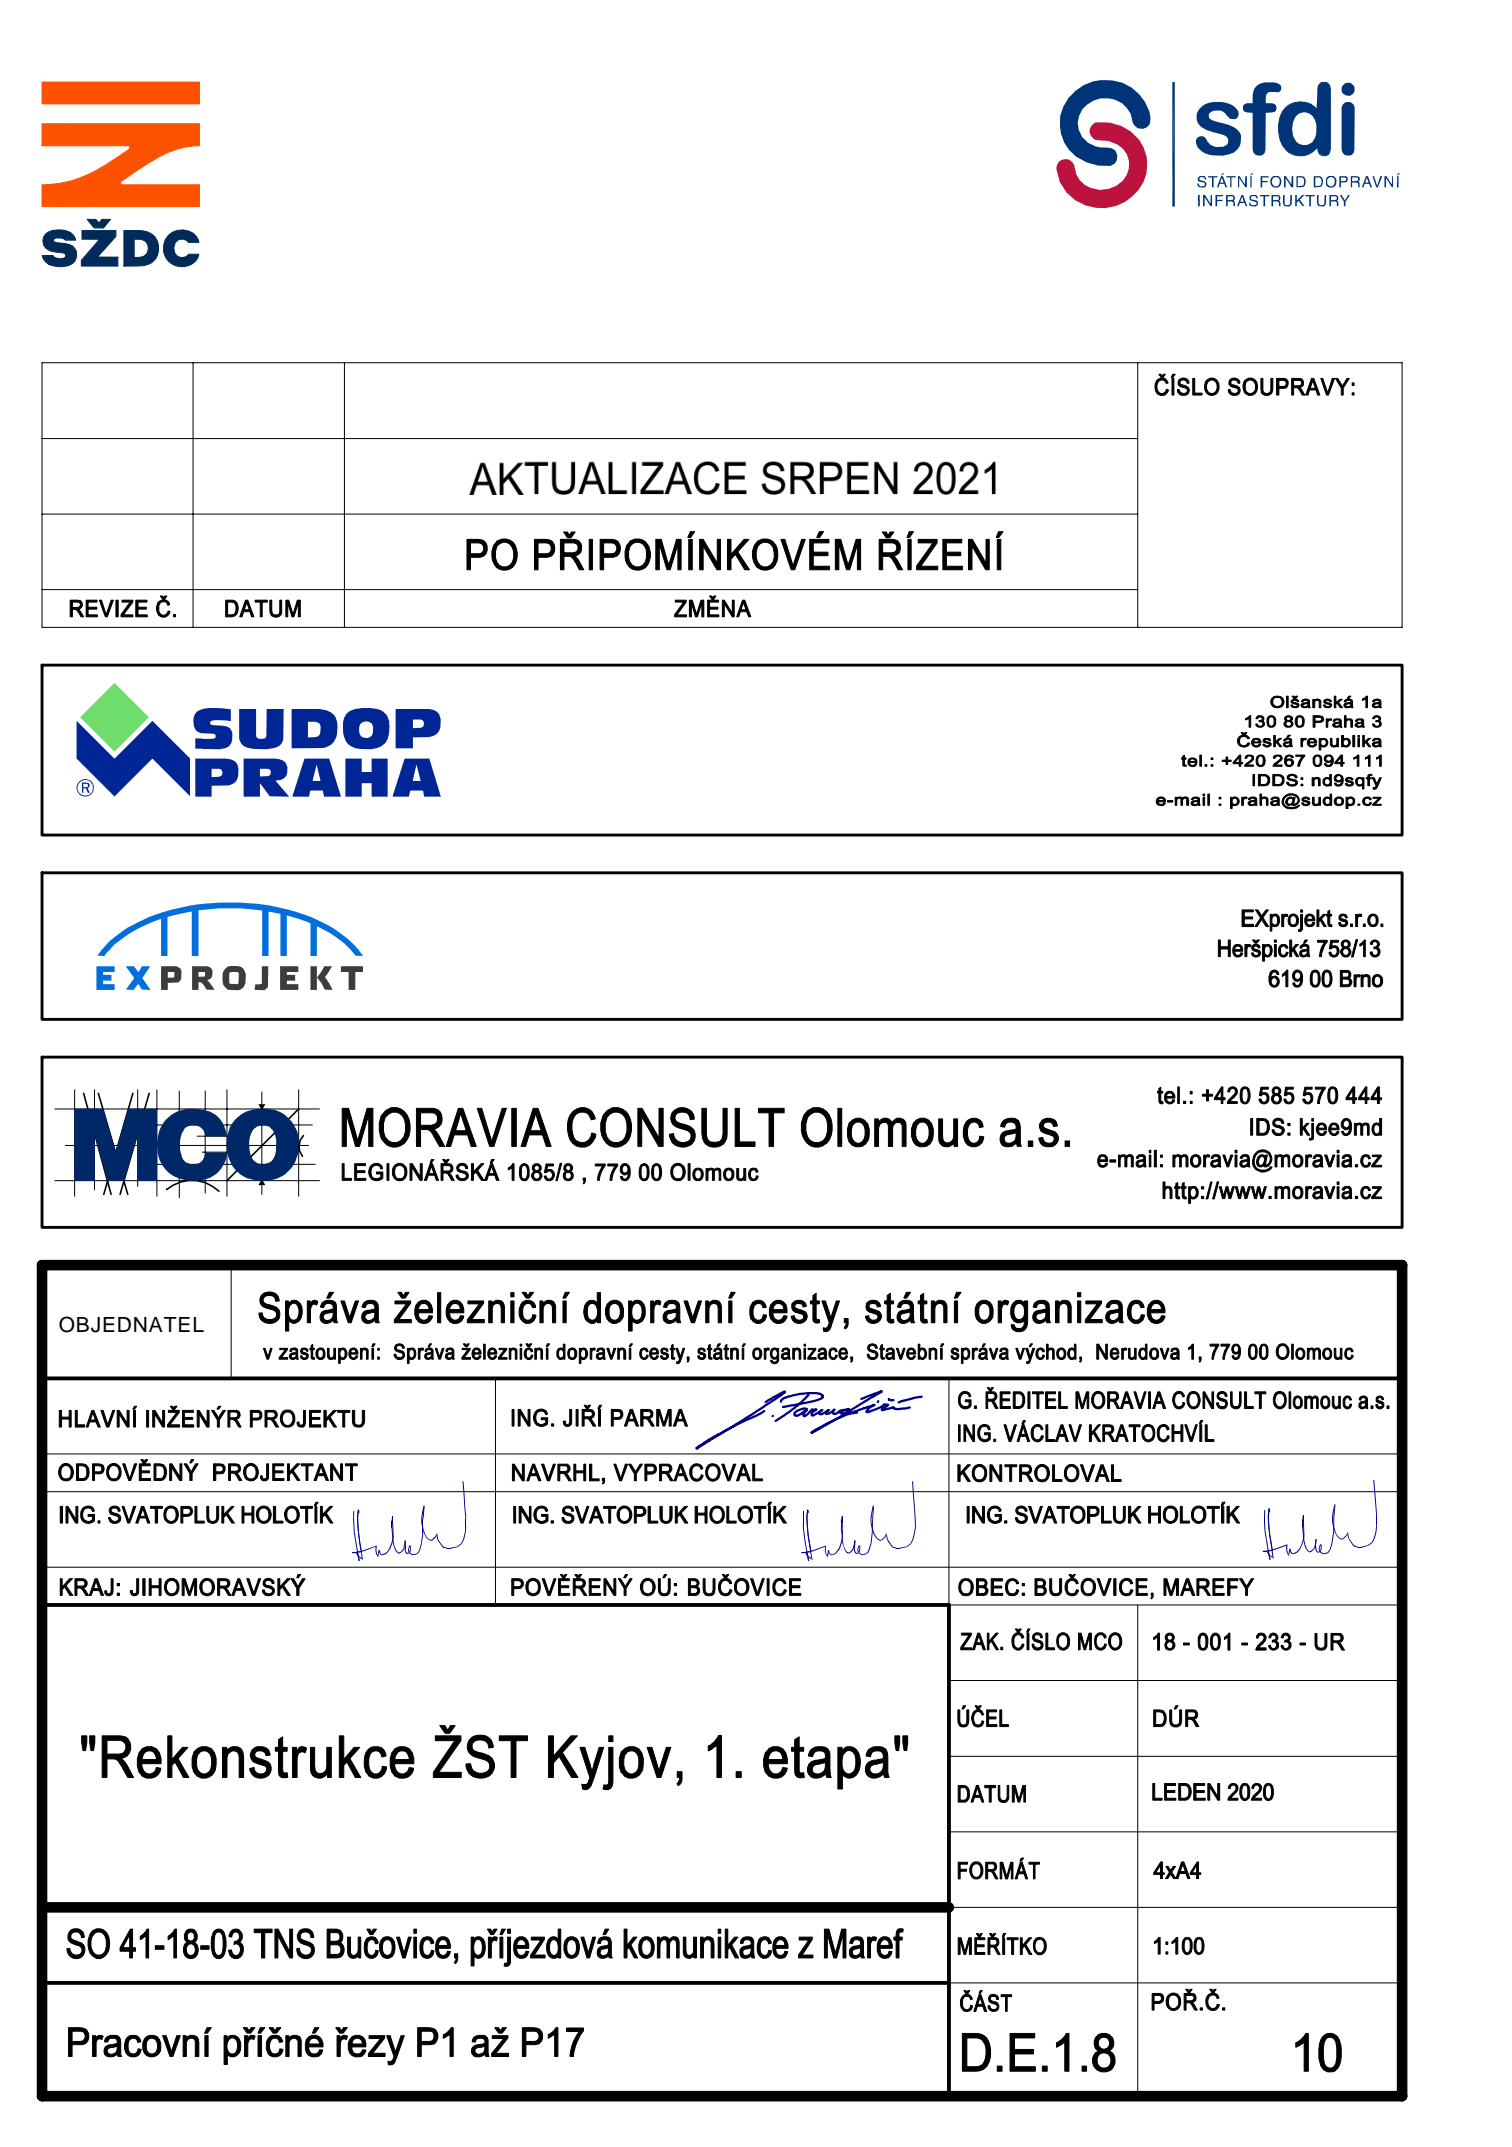 SŽDC
sfdi
STÁTNÍ FOND DOPRAVNÍ
INFRASTRUKTURY
ČÍSLO SOUPRAVY:
AKTUALIZACE SRPEN 2021
PO PŘIPOMÍNKOVÉM ŘÍZENÍ
REVIZE Č. DATUM ZMĚNA
SUDOP
PRAHA
®
Olšanská 1a
130 80 Praha 3
Česká republika
tel.: +420 267 094 111
IDDS: nd9sqfy
e-mail : praha@sudop.cz
EXPROJEKT
EXprojekt s.r.o.
Heršpická 758/13
619 00 Brno
MCO
MORAVIA CONSULT Olomouc a.s.
LEGIONÁŘSKÁ 1085/8 , 779 00 Olomouc
tel.: +420 585 570 444
IDS: kjee9md
e-mail: moravia@moravia.cz
http://www.moravia.cz
OBJEDNATEL
Správa železniční dopravní cesty, státní organizace
v zastoupení: Správa železniční dopravní cesty, státní organizace, Stavební správa východ, Nerudova 1, 779 00 Olomouc
HLAVNÍ INŽENÝR PROJEKTU
ING. JIŘÍ PARMA
G. ŘEDITEL MORAVIA CONSULT Olomouc a.s.
ING. VÁCLAV KRATOCHVÍL
ODPOVĚDNÝ PROJEKTANT
NAVRHL, VYPRACOVAL
KONTROLOVAL
ING. SVATOPLUK HOLOTÍK
ING. SVATOPLUK HOLOTÍK
ING. SVATOPLUK HOLOTÍK
KRAJ: JIHOMORAVSKÝ
POVĚŘENÝ OÚ: BUČOVICE
OBEC: BUČOVICE, MAREFY
"Rekonstrukce ŽST Kyjov, 1. etapa"
ZAK. ČÍSLO MCO 18 - 001 - 233 - UR
ÚČEL DÚR
DATUM LEDEN 2020
FORMÁT 4xA4
SO 41-18-03 TNS Bučovice, příjezdová komunikace z Maref
MĚŘÍTKO 1:100
Pracovní příčné řezy P1 až P17
ČÁST
D.E.1.8
POŘ.Č.
10